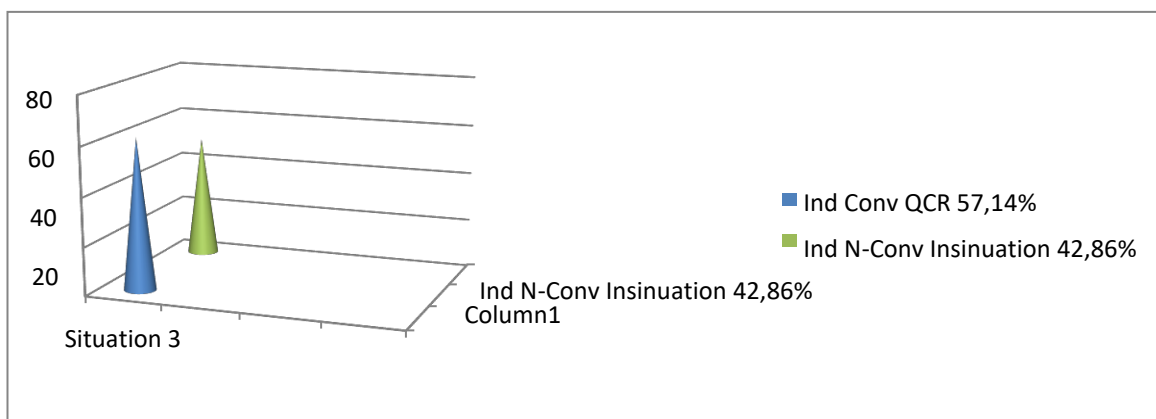 80
60
40
20
Situation 3
Ind N-Conv Insinuation 42,86%
Column1
Ind Conv QCR 57,14%
Ind N-Conv Insinuation 42,86%